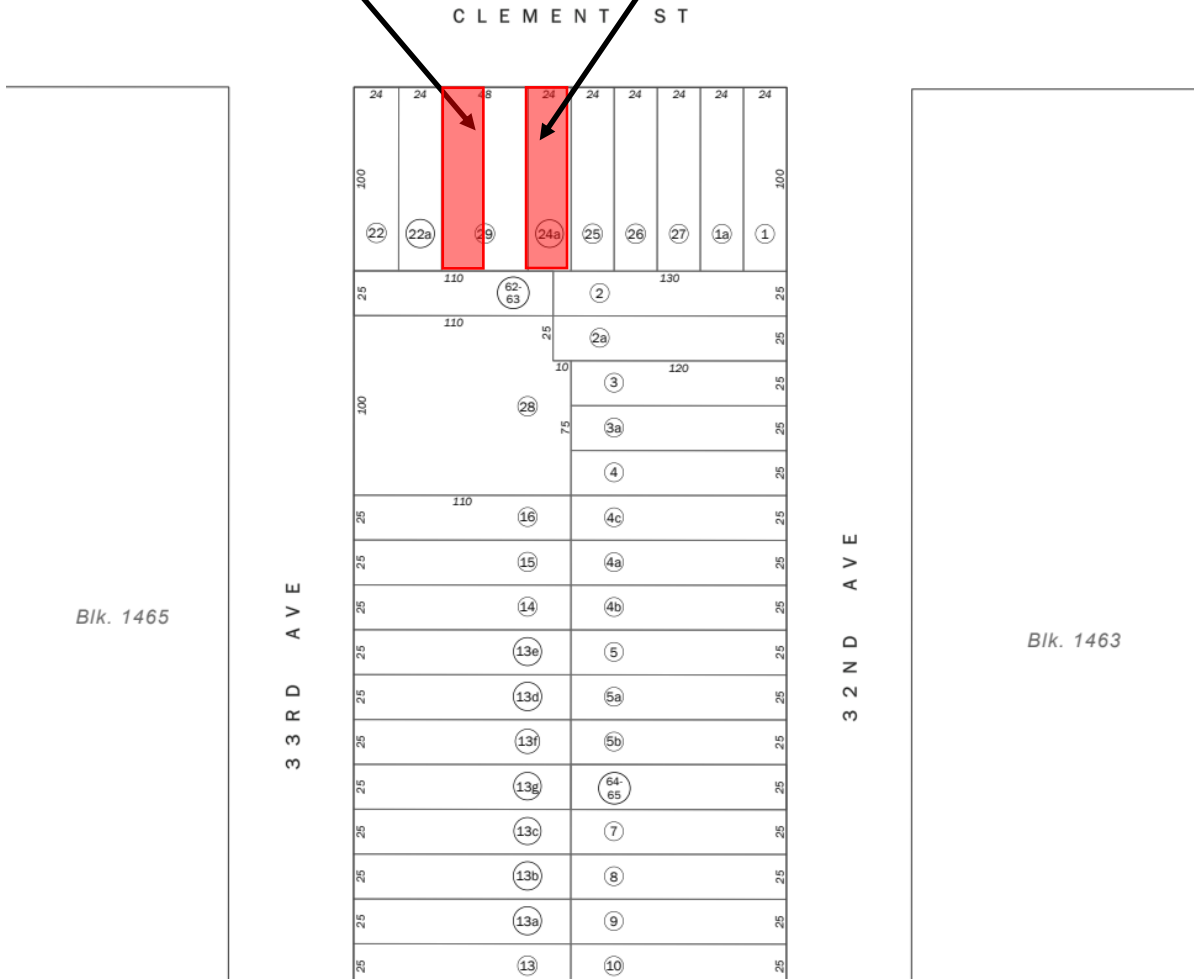 CLEMENT ST
24 24 48 24 24 24 24 24 24
100 100
22 22a 29 24a 25 26 27 1a 1
110 130
25 62-63 2 25
110
25 2a 25
10 120
3 25
100 28
75 3a 25
4 25
110
25 16 4c 25
25 15 4a 25
25 14 4b 25
Blk. 1465
33RD AVE
32ND AVE
Blk. 1463
25 13e 5 25
25 13d 5a 25
25 13f 5b 25
25 13g 64-65 25
25 13c 7 25
25 13b 8 25
25 13a 9 25
25 13 10 25